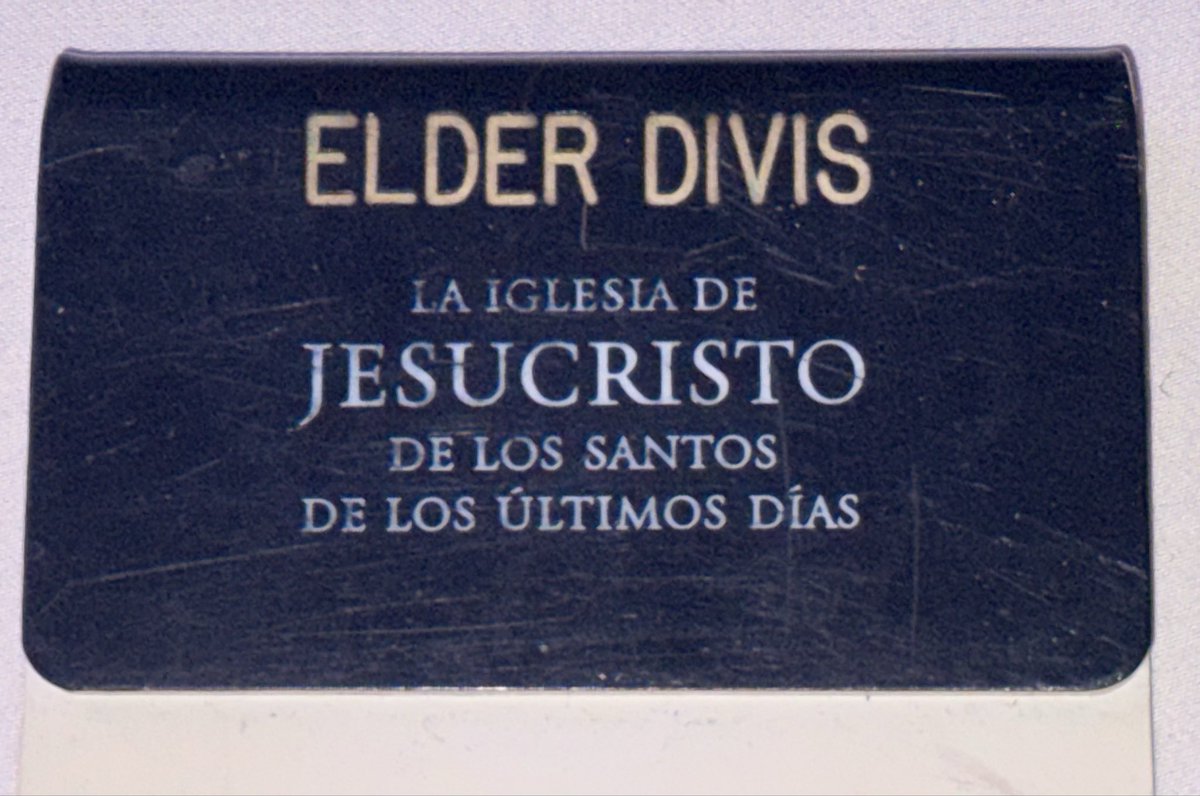 ELDER DIVIS
LA IGLESIA DE
JESUCRISTO
DE LOS SANTOS
DE LOS ÚLTIMOS DÍAS